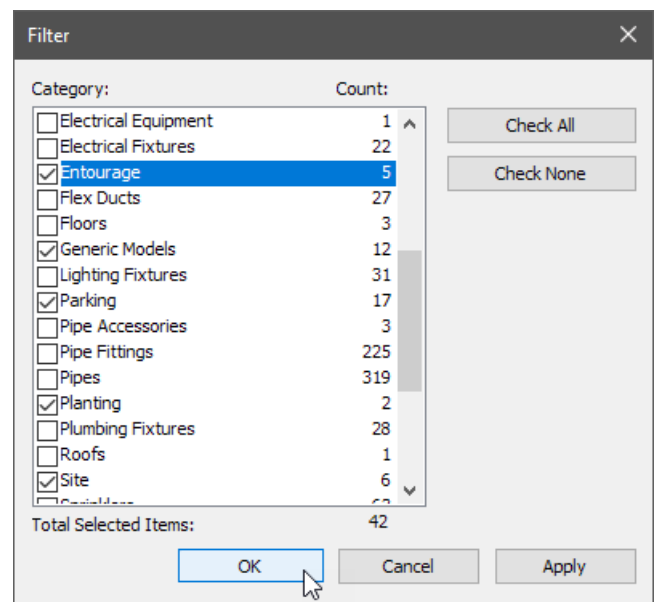 Filter
Category: Count:
Electrical Equipment 1
Electrical Fixtures 22
Entourage 5
Flex Ducts 27
Floors 3
Generic Models 12
Lighting Fixtures 31
Parking 17
Pipe Accessories 3
Pipe Fittings 225
Pipes 319
Planting 2
Plumbing Fixtures 28
Roofs 1
Site 6
Total Selected Items: 42
Check All
Check None
OK Cancel Apply